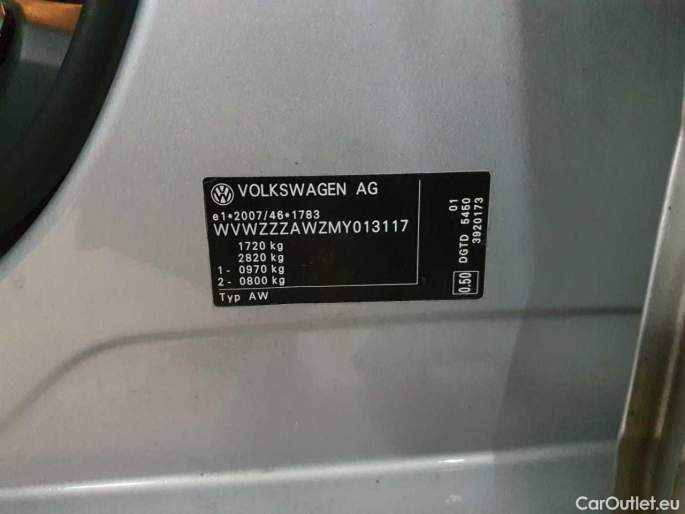 VOLKSWAGEN AG
e1*2007/46*1783
WVWZZZAWZMY013117
1720 kg
2820 kg
1- 0970 kg
2- 0800 kg
Typ AW
0.50 DGTD 5450
01
3920173
CarOutlet.eu